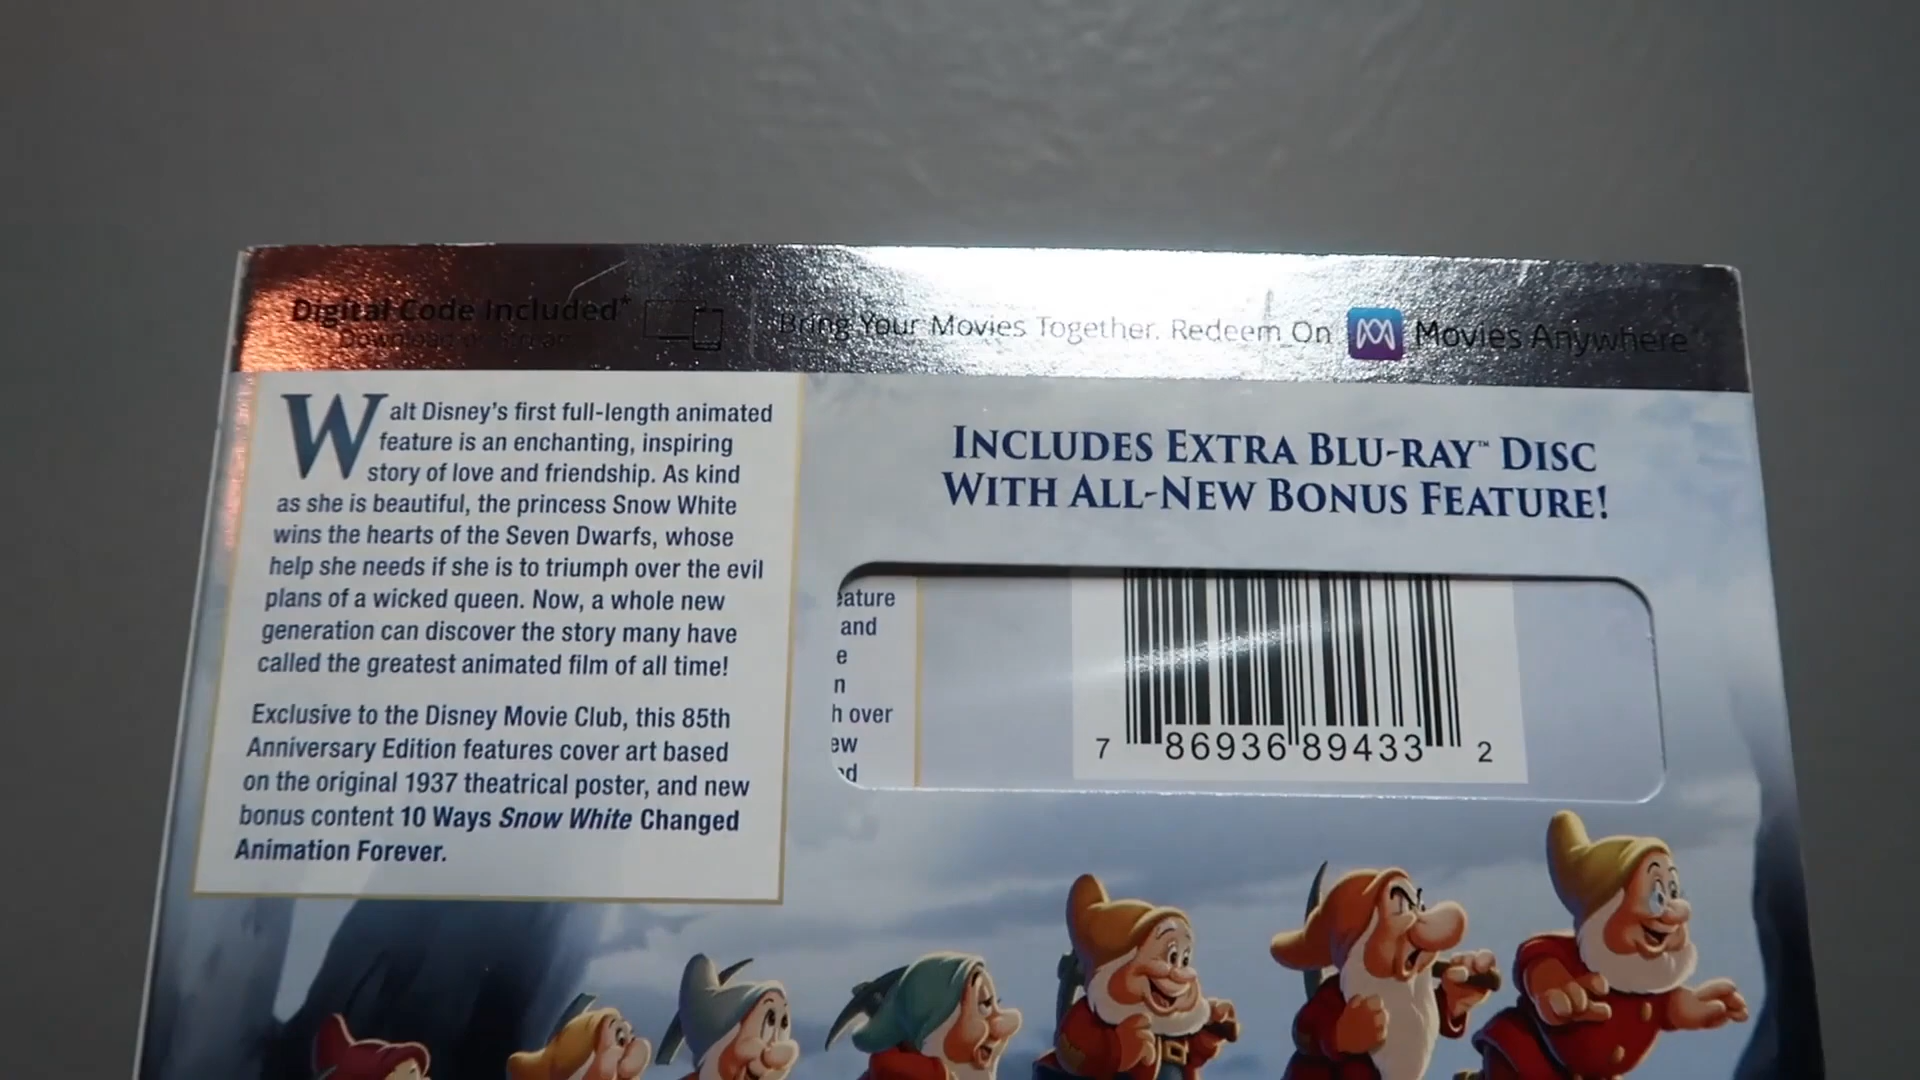 Digital Code Included*
Download or Stream
Bring Your Movies Together. Redeem On Movies Anywhere
Walt Disney's first full-length animated
feature is an enchanting, inspiring
story of love and friendship. As kind
as she is beautiful, the princess Snow White
wins the hearts of the Seven Dwarfs, whose
help she needs if she is to triumph over the evil
plans of a wicked queen. Now, a whole new
generation can discover the story many have
called the greatest animated film of all time!
Exclusive to the Disney Movie Club, this 85th
Anniversary Edition features cover art based
on the original 1937 theatrical poster, and new
bonus content 10 Ways Snow White Changed
Animation Forever.
INCLUDES EXTRA BLU-RAY™ DISC
WITH ALL-NEW BONUS FEATURE!
eature
and
e
n
h over
ew
d
7 86936 89433 2